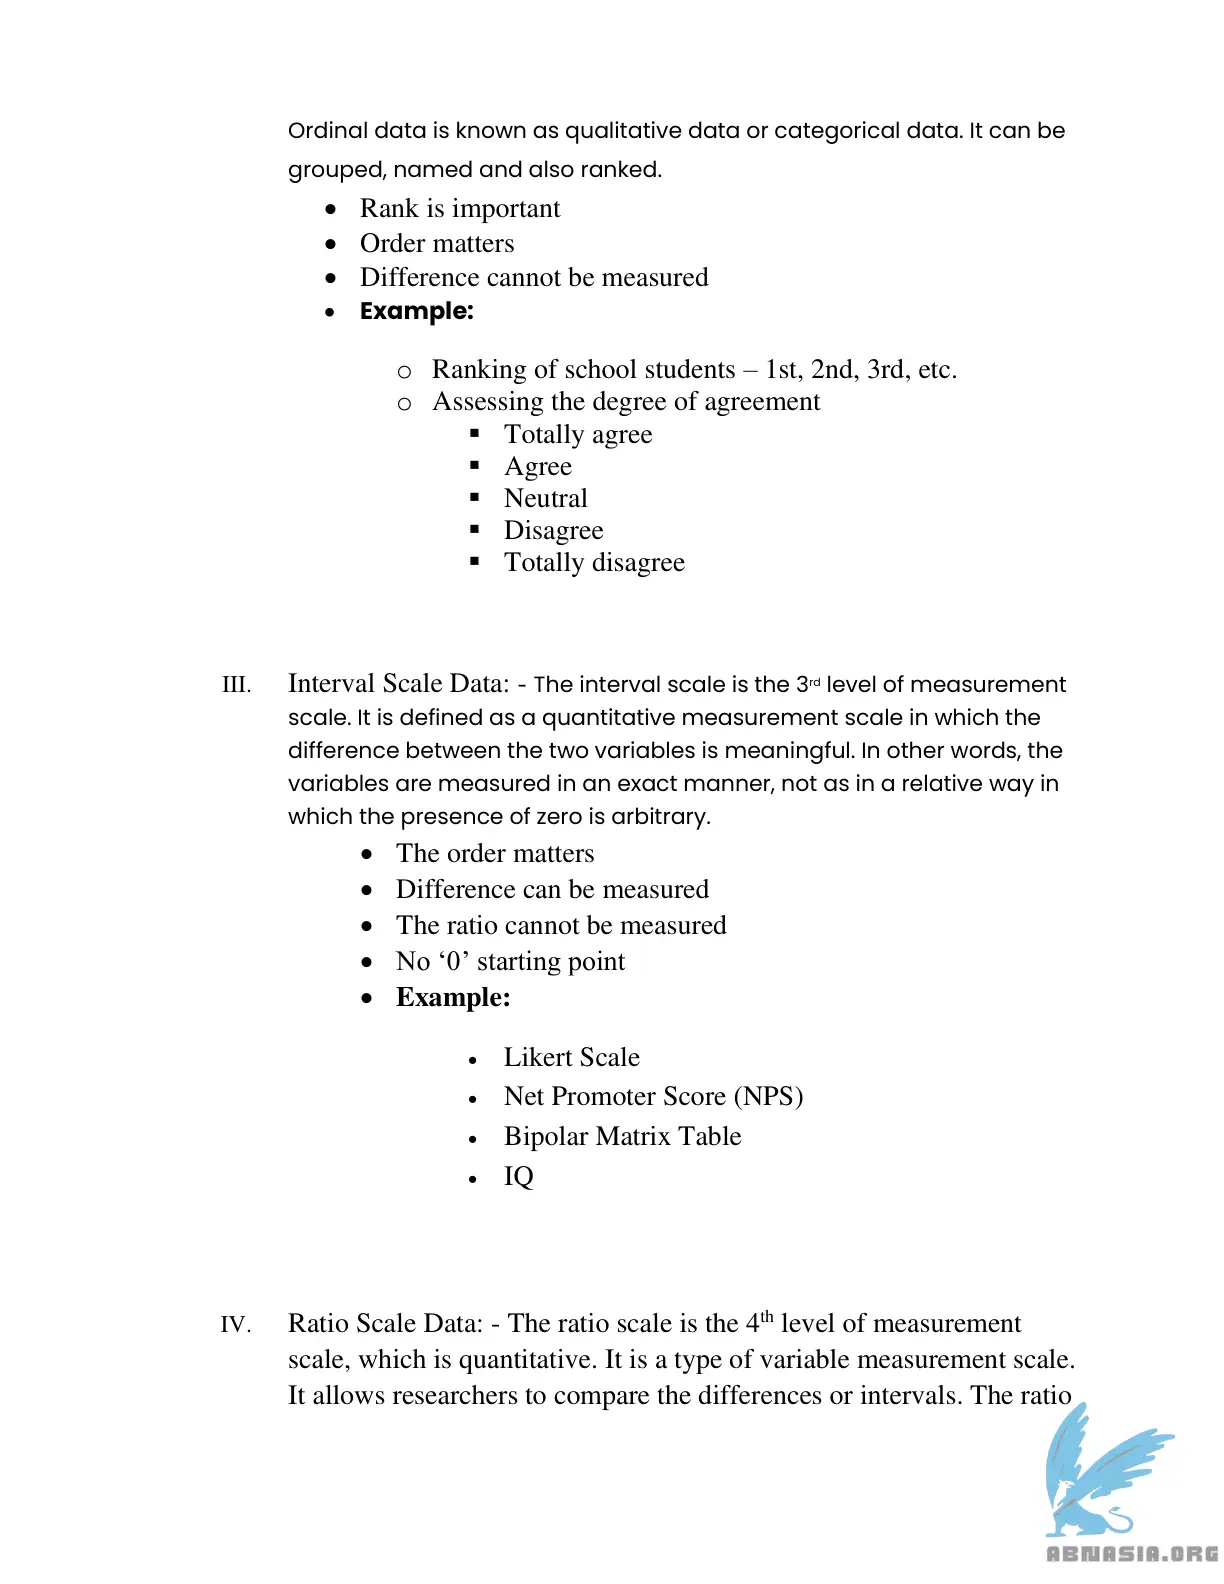 Ordinal data is known as qualitative data or categorical data. It can be
grouped, named and also ranked.
• Rank is important
• Order matters
• Difference cannot be measured
• Example:
o Ranking of school students – 1st, 2nd, 3rd, etc.
o Assessing the degree of agreement
▪ Totally agree
▪ Agree
▪ Neutral
▪ Disagree
▪ Totally disagree
III. Interval Scale Data: - The interval scale is the 3rd level of measurement
scale. It is defined as a quantitative measurement scale in which the
difference between the two variables is meaningful. In other words, the
variables are measured in an exact manner, not as in a relative way in
which the presence of zero is arbitrary.
• The order matters
• Difference can be measured
• The ratio cannot be measured
• No ‘0’ starting point
• Example:
• Likert Scale
• Net Promoter Score (NPS)
• Bipolar Matrix Table
• IQ
IV. Ratio Scale Data: - The ratio scale is the 4th level of measurement
scale, which is quantitative. It is a type of variable measurement scale.
It allows researchers to compare the differences or intervals. The ratio
ABNASIA.ORG